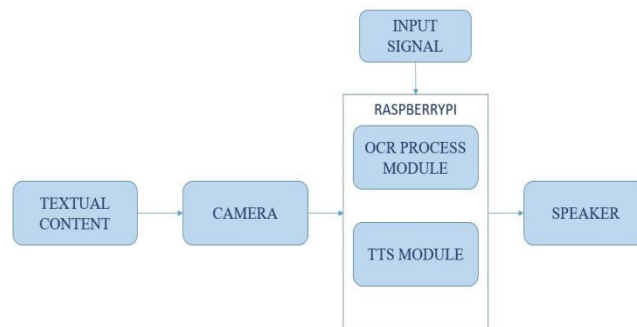 INPUT
SIGNAL
RASPBERRYPI
OCR PROCESS
MODULE
TEXTUAL
CONTENT
CAMERA
SPEAKER
TTS MODULE